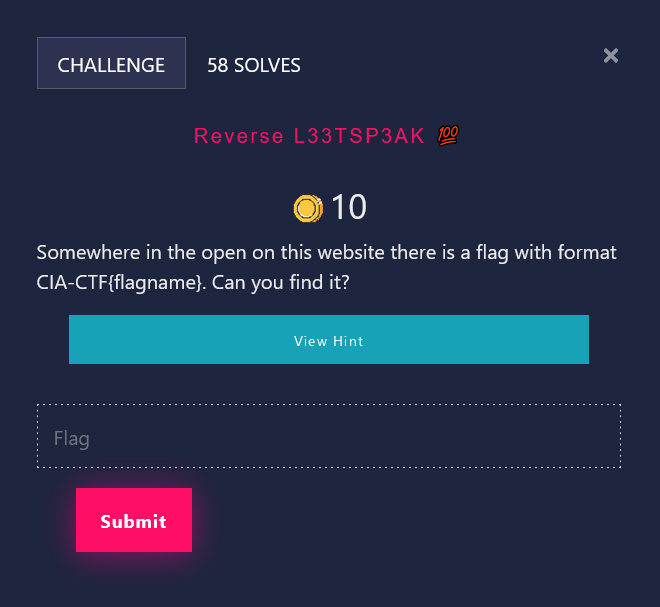 CHALLENGE
58 SOLVES
×
Reverse L33TSP3AK 💯
10
Somewhere in the open on this website there is a flag with format
CIA-CTF{flagname}. Can you find it?
View Hint
Flag
Submit